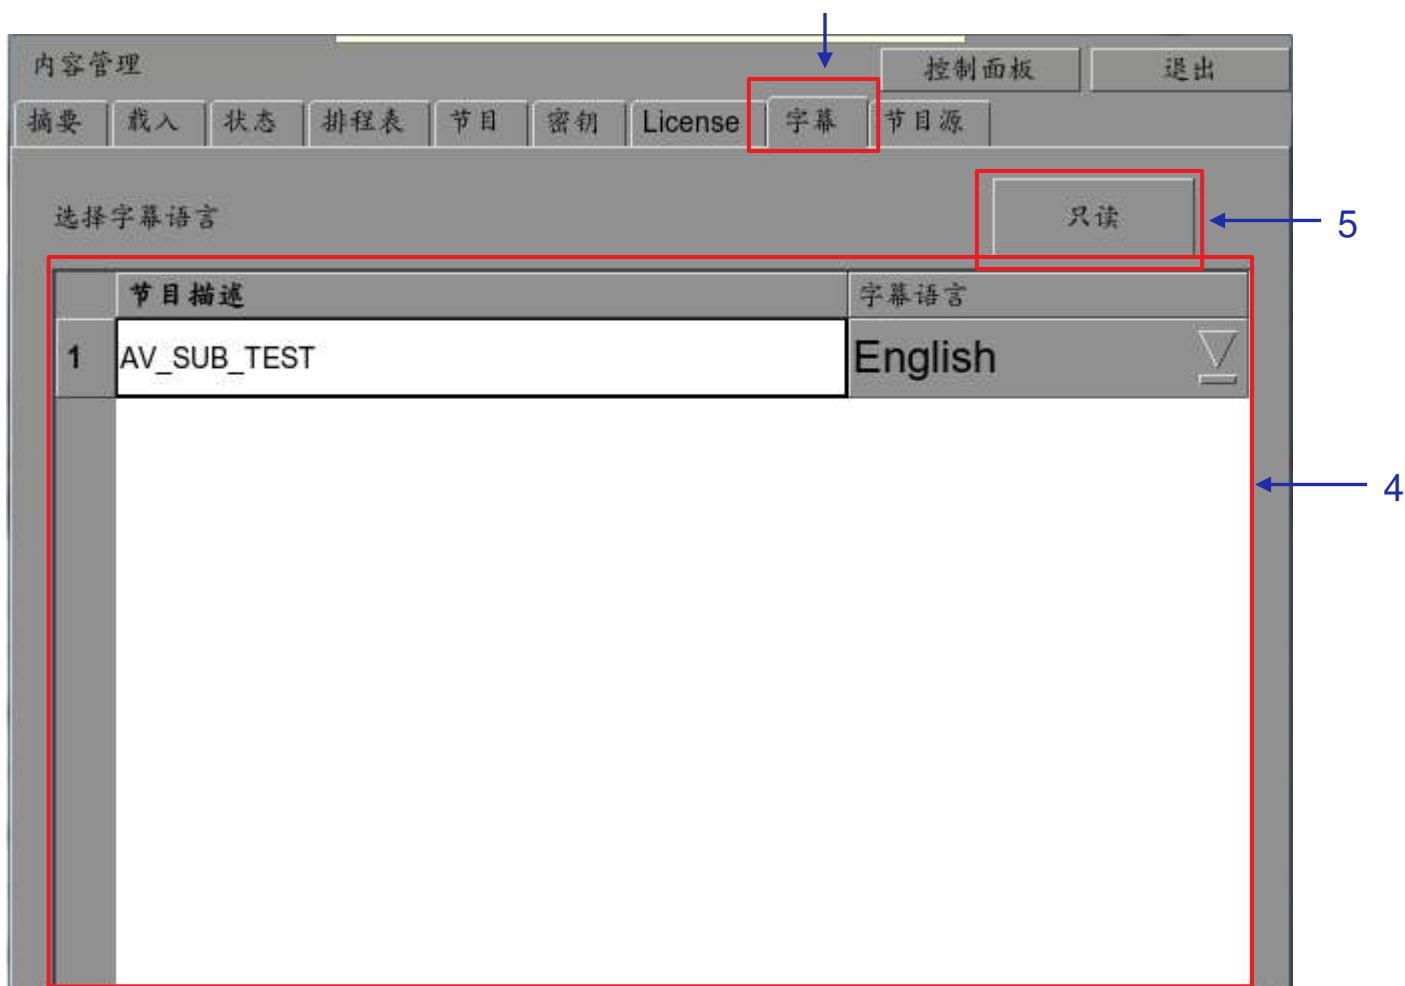 内容管理 控制面板 退出
摘要 载入 状态 排程表 节目 密钥 License 字幕 节目源
选择字幕语言 只读 5
节目描述 字幕语言
1 AV_SUB_TEST English
4